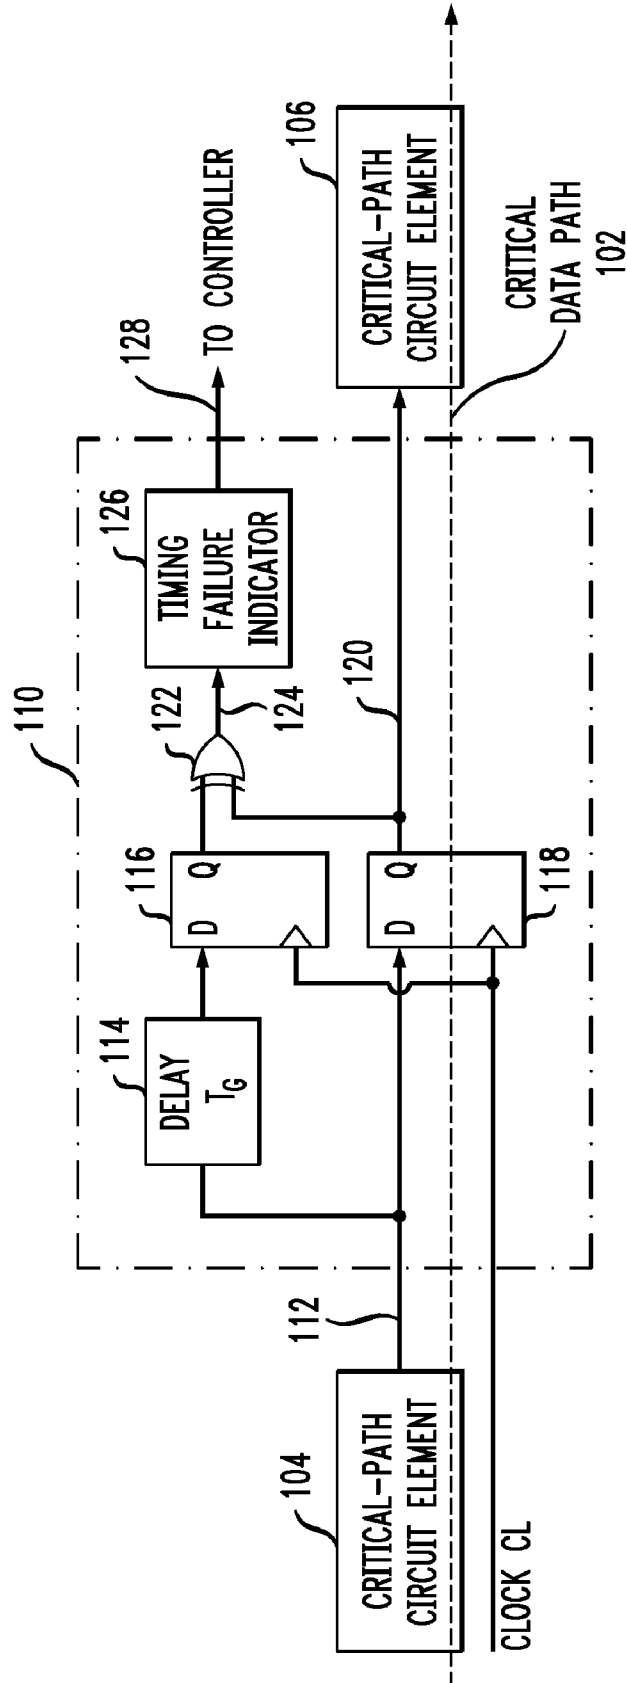 110
114
DELAY
T_G
116
D Q
122
124
126
TIMING
FAILURE
INDICATOR
128
TO CONTROLLER
104
CRITICAL-PATH
CIRCUIT ELEMENT
112
D Q
118
120
106
CRITICAL-PATH
CIRCUIT ELEMENT
CLOCK CL
CRITICAL
DATA PATH
102